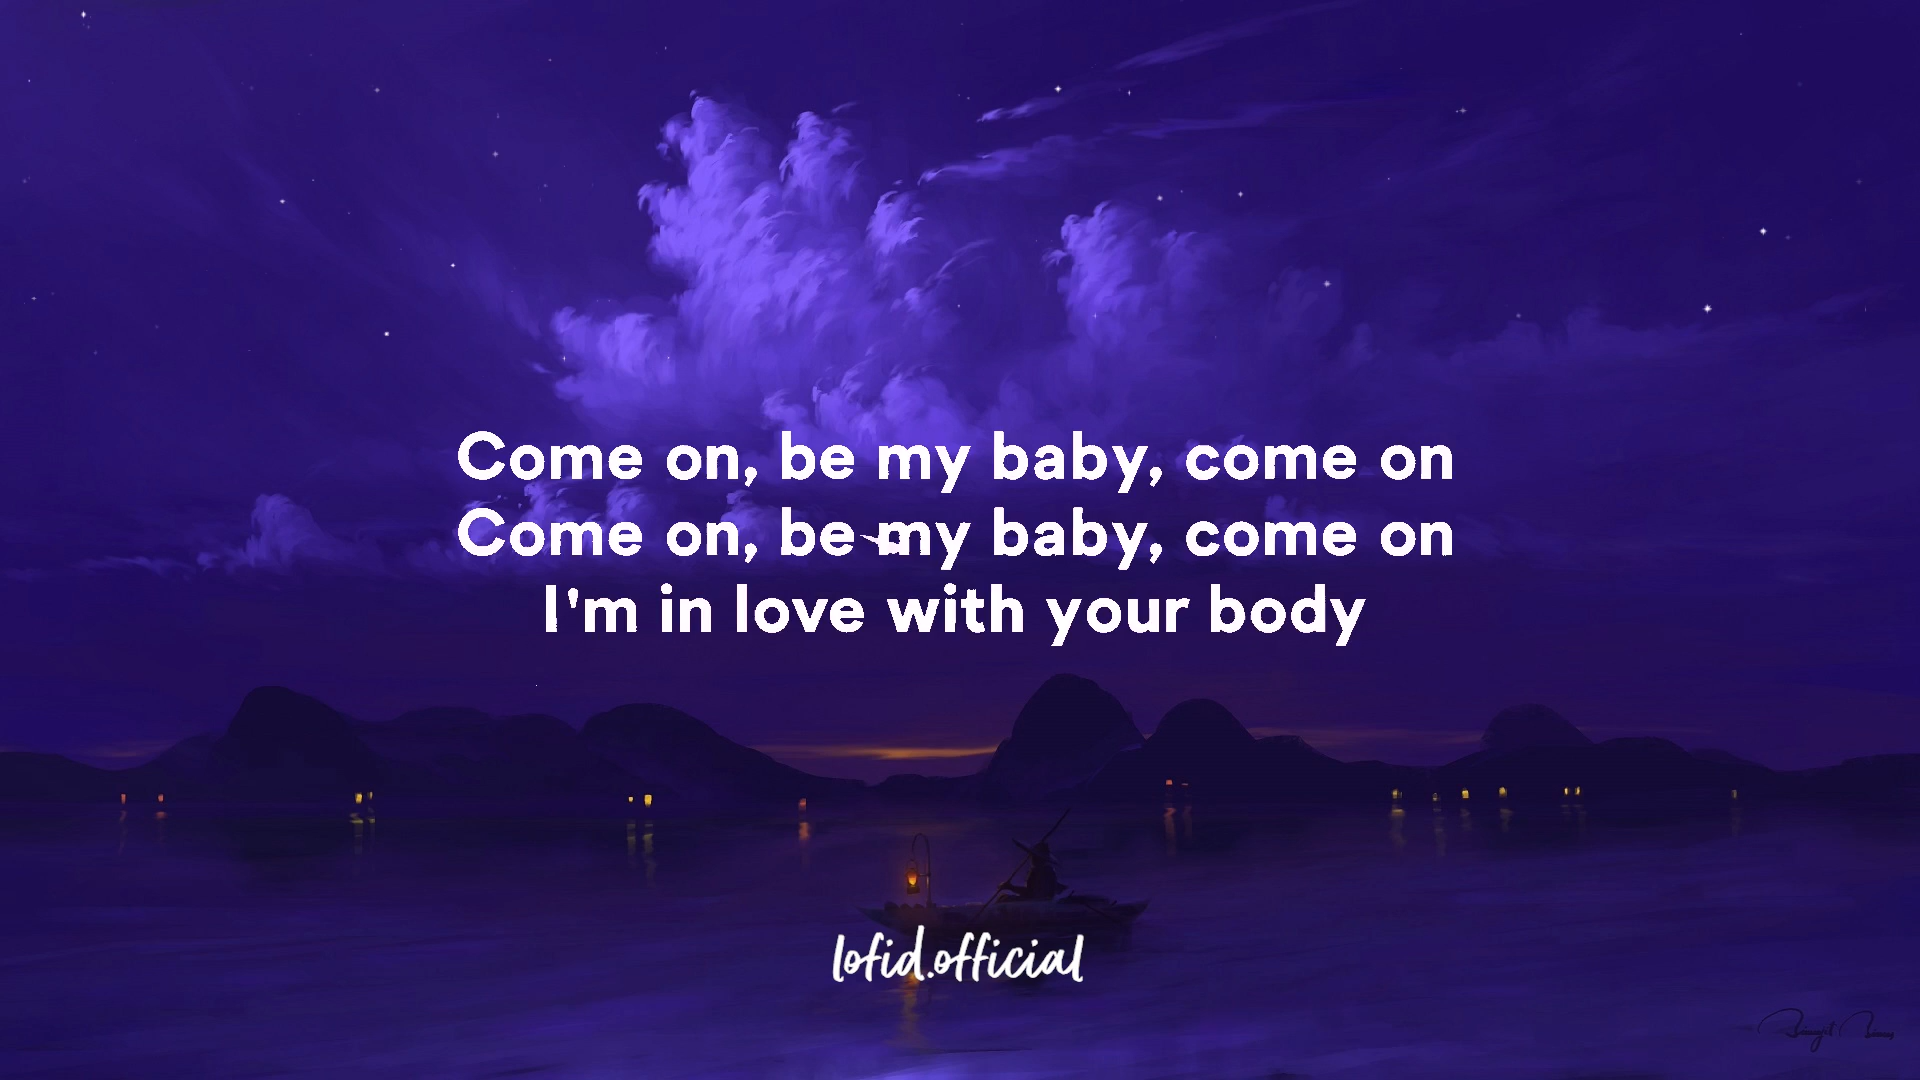 Come on, be my baby, come on
Come on, be my baby, come on
I'm in love with your body
lofid.official